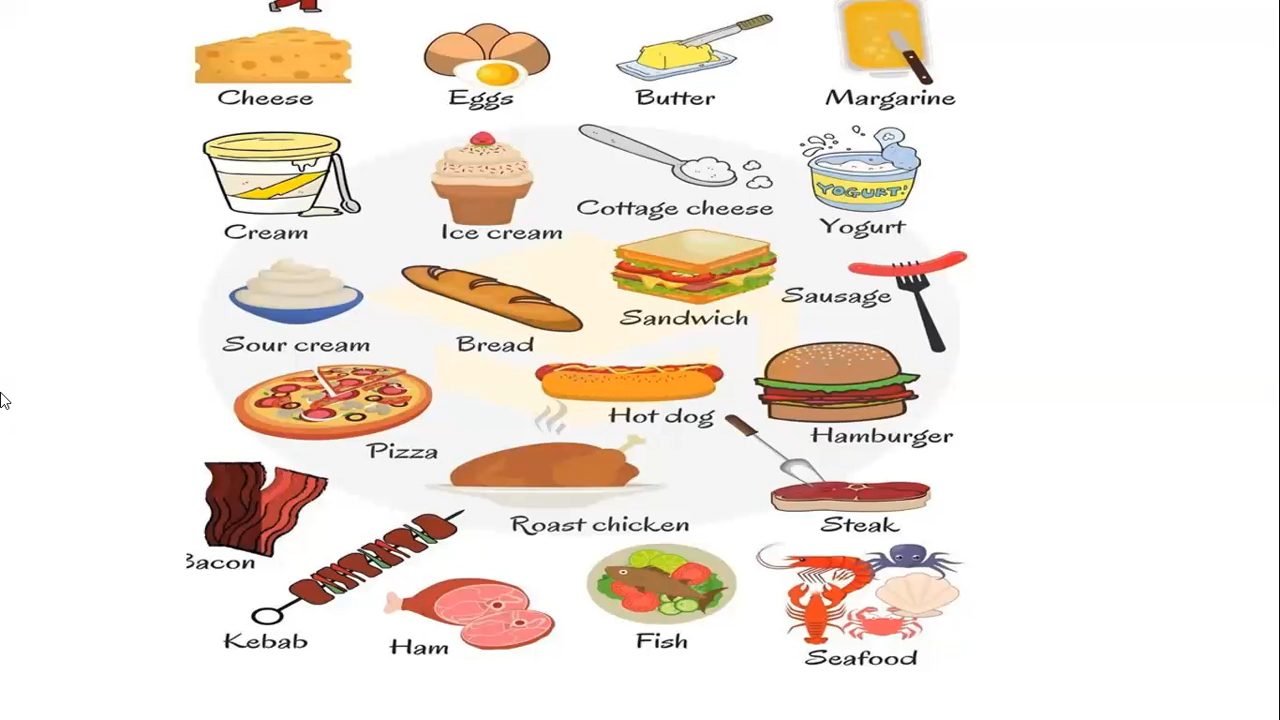 Cheese
Eggs
Butter
Margarine
YOGURT!
Cream
Ice cream
Cottage cheese
Yogurt
Sour cream
Bread
Sandwich
Sausage
Pizza
Hot dog
Hamburger
Roast chicken
Steak
Bacon
Kebab
Ham
Fish
Seafood